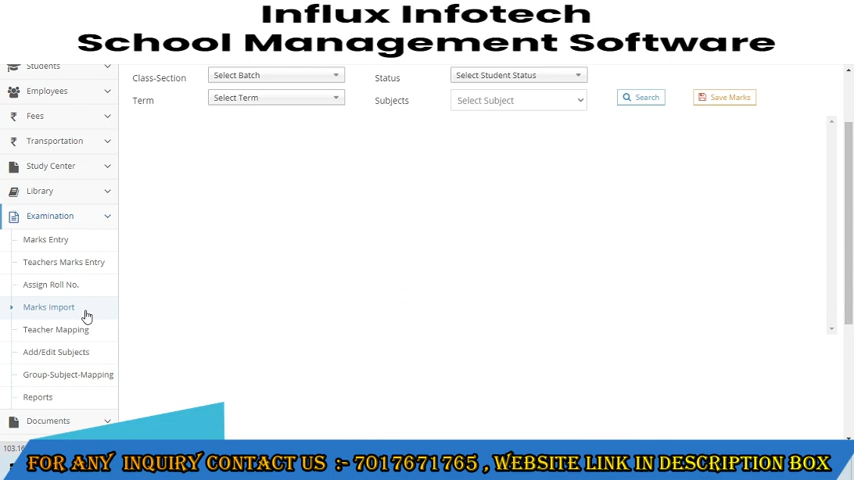 Influx Infotech
School Management Software
Students
Employees
Fees
Transportation
Study Center
Library
Examination
Marks Entry
Teachers Marks Entry
Assign Roll No.
Marks Import
Teacher Mapping
Add/Edit Subjects
Group-Subject-Mapping
Reports
Documents
Class-Section Select Batch Status Select Student Status
Term Select Term Subjects Select Subject Search Save Marks
103.16
FOR ANY INQUIRY CONTACT US :- 7017671765 , WEBSITE LINK IN DESCRIPTION BOX